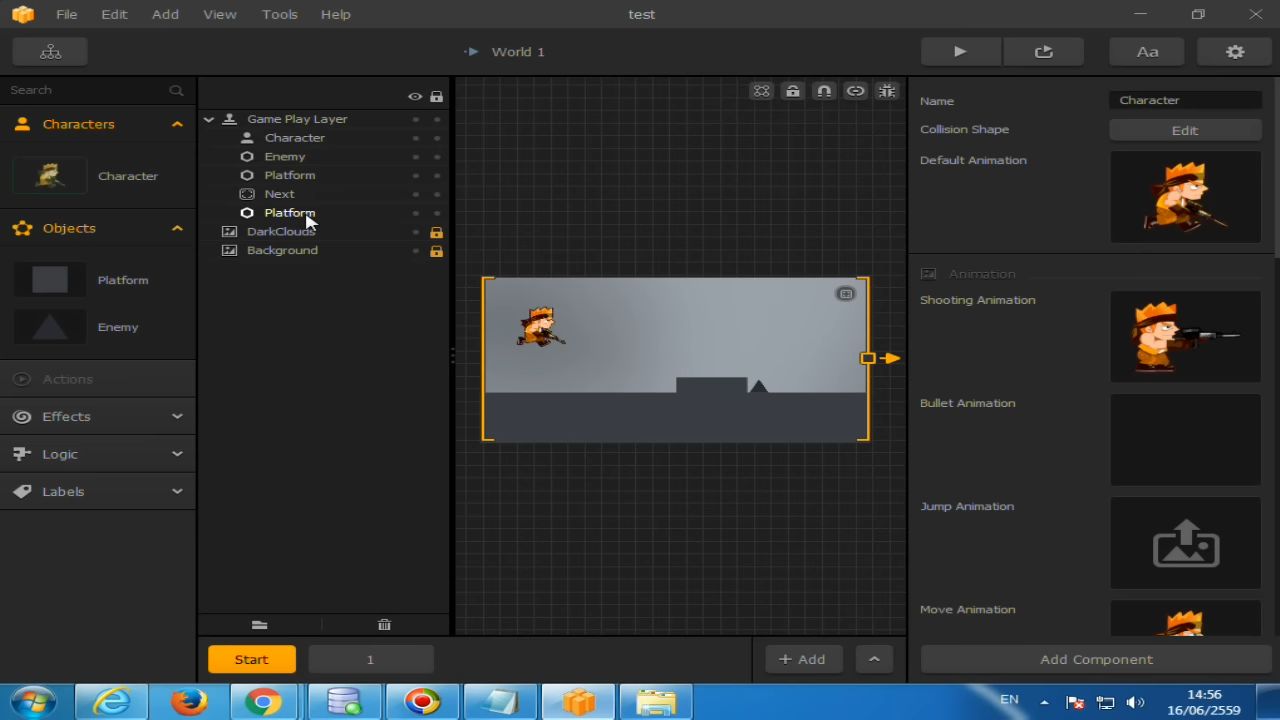 File Edit Add View Tools Help
test
World 1
Aa
Search
Characters
Character
Objects
Platform
Enemy
Actions
Effects
Logic
Labels
Game Play Layer
Character
Enemy
Platform
Next
Platform
DarkClouds
Background
Start
1
+ Add
Name
Character
Collision Shape
Edit
Default Animation
Animation
Shooting Animation
Bullet Animation
Jump Animation
Move Animation
Add Component
EN
14:56
16/06/2559